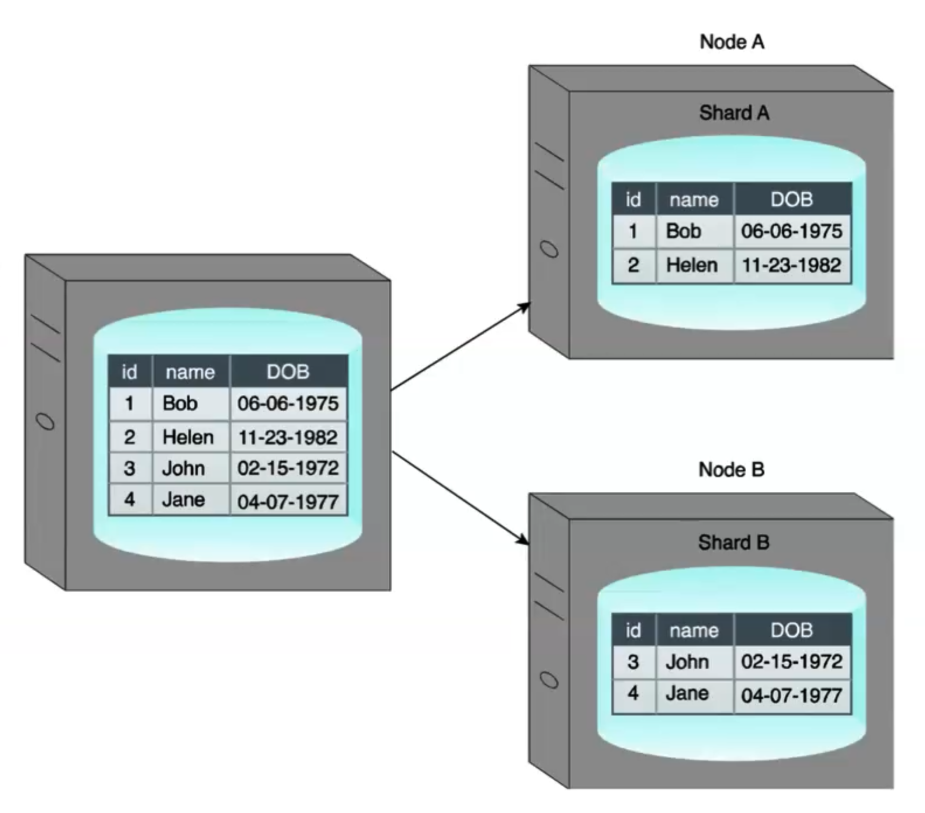 id name DOB
1 Bob 06-06-1975
2 Helen 11-23-1982
3 John 02-15-1972
4 Jane 04-07-1977
Node A
Shard A
id name DOB
1 Bob 06-06-1975
2 Helen 11-23-1982
Node B
Shard B
id name DOB
3 John 02-15-1972
4 Jane 04-07-1977